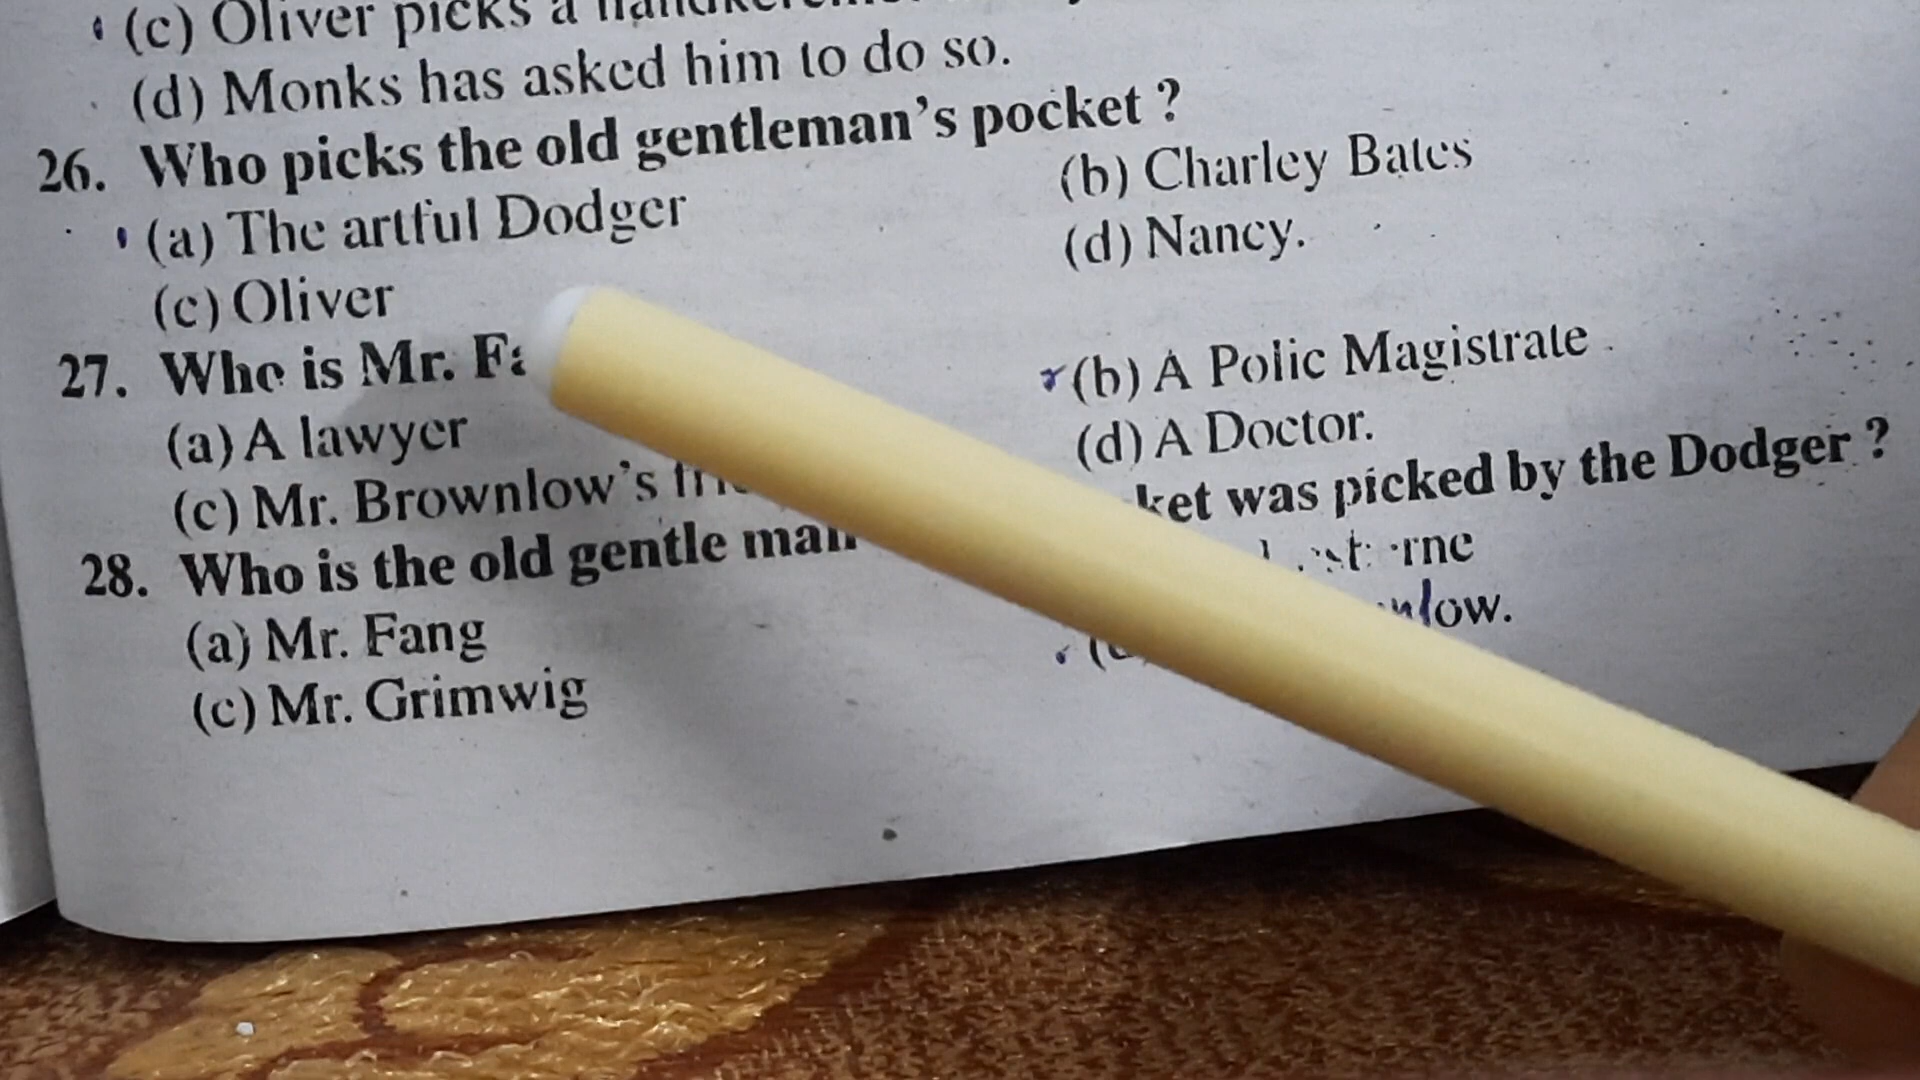 (c) Oliver picks a
(d) Monks has asked him to do so.
26. Who picks the old gentleman's pocket ?
(a) The artful Dodger (b) Charley Bates
(c) Oliver (d) Nancy.
27. Who is Mr.
(a) A lawyer (b) A Polic Magistrate
(c) Mr. Brownlow's (d) A Doctor.
28. Who is the old gentle man was picked by the Dodger ?
(a) Mr. Fang
(c) Mr. Grimwig